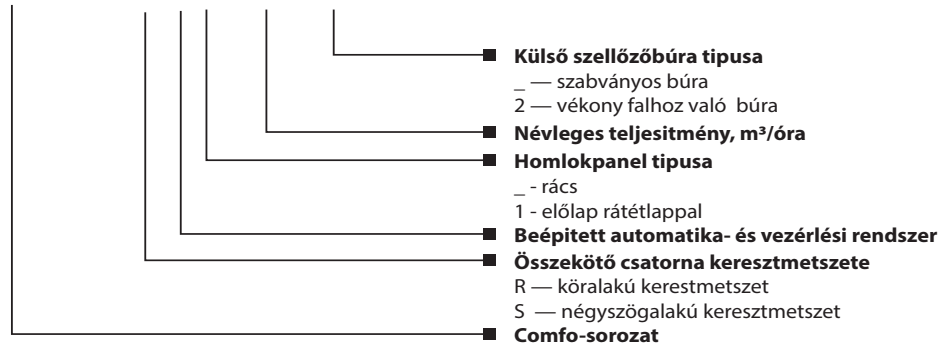 Külső szellőzőbúra tipusa
_ — szabványos búra
2 — vékony falhoz való búra
Névleges teljesitmény, m³/óra
Homlokpanel tipusa
_ - rács
1 - előlap rátétlappal
Beépitett automatika- és vezérlési rendszer
Összekötő csatorna keresztmetszete
R — köralakú kerestmetszet
S — négyszögalakú keresztmetszet
Comfo-sorozat